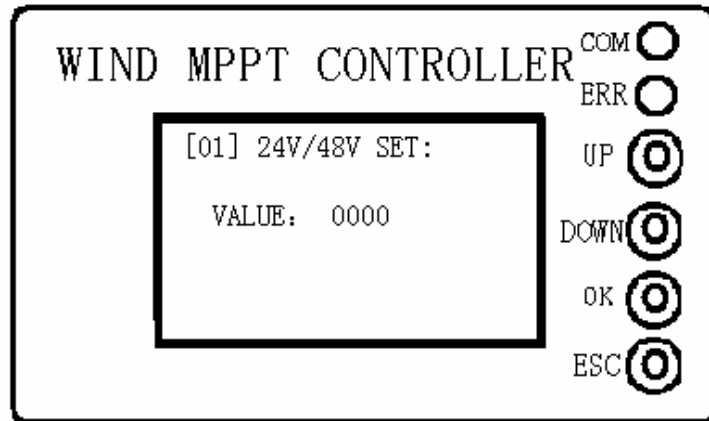 WIND MPPT CONTROLLER
COM
ERR
[01] 24V/48V SET:
UP
VALUE: 0000
DOWN
OK
ESC